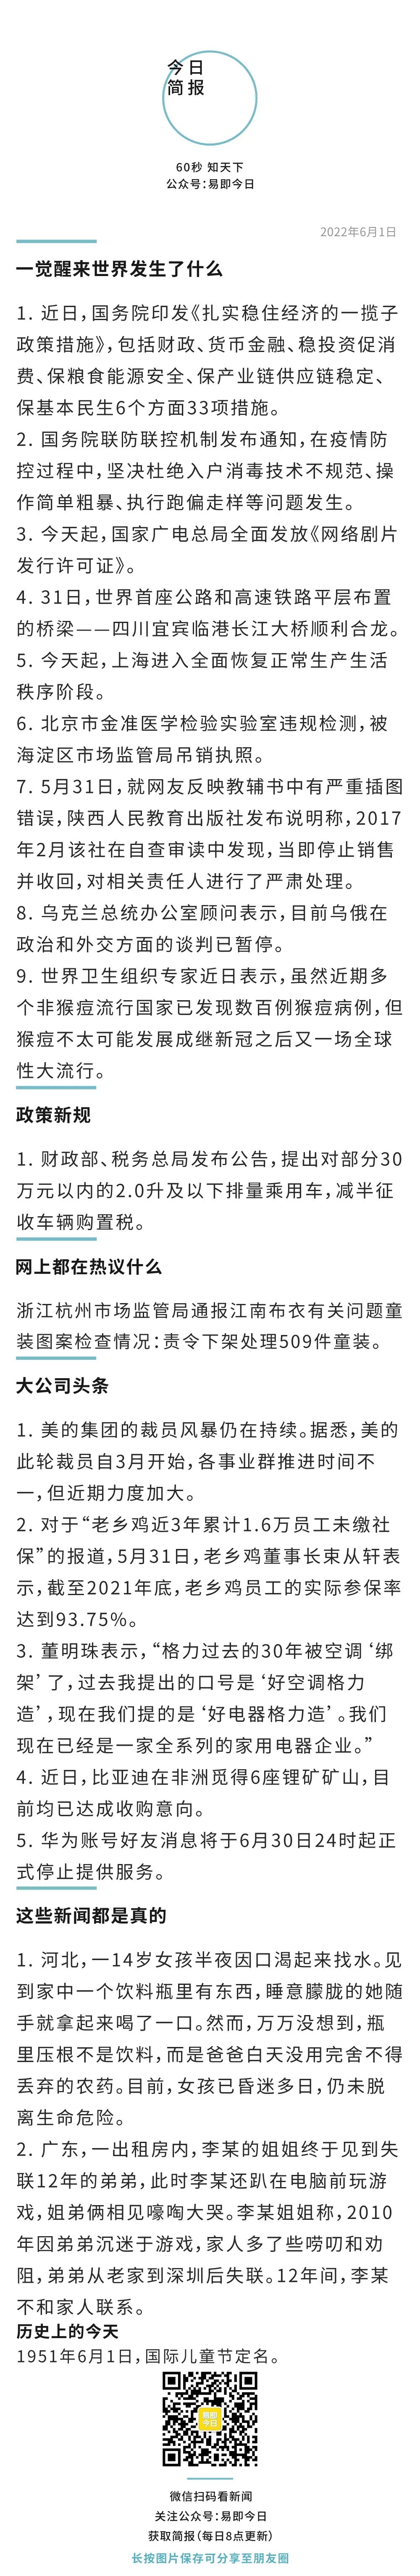 今日
简报
60秒 知天下
公众号：易即今日
2022年6月1日
一觉醒来世界发生了什么
1. 近日，国务院印发《扎实稳住经济的一揽子
政策措施》，包括财政、货币金融、稳投资促消
费、保粮食能源安全、保产业链供应链稳定、
保基本民生6个方面33项措施。
2. 国务院联防联控机制发布通知，在疫情防
控过程中，坚决杜绝入户消毒技术不规范、操
作简单粗暴、执行跑偏走样等问题发生。
3. 今天起，国家广电总局全面发放《网络剧片
发行许可证》。
4. 31日，世界首座公路和高速铁路平层布置
的桥梁——四川宜宾临港长江大桥顺利合龙。
5. 今天起，上海进入全面恢复正常生产生活
秩序阶段。
6. 北京市金准医学检验实验室违规检测，被
海淀区市场监管局吊销执照。
7. 5月31日，就网友反映教辅书中有严重插图
错误，陕西人民教育出版社发布说明称，2017
年2月该社在自查审读中发现，当即停止销售
并收回，对相关责任人进行了严肃处理。
8. 乌克兰总统办公室顾问表示，目前乌俄在
政治和外交方面的谈判已暂停。
9. 世界卫生组织专家近日表示，虽然近期多
个非猴痘流行国家已发现数百例猴痘病例，但
猴痘不太可能发展成继新冠之后又一场全球
性大流行。
政策新规
1. 财政部、税务总局发布公告，提出对部分30
万元以内的2.0升及以下排量乘用车，减半征
收车辆购置税。
网上都在热议什么
浙江杭州市场监管局通报江南布衣有关问题童
装图案检查情况：责令下架处理509件童装。
大公司头条
1. 美的集团的裁员风暴仍在持续。据悉，美的
此轮裁员自3月开始，各事业群推进时间不
一，但近期力度加大。
2. 对于“老乡鸡近3年累计1.6万员工未缴社
保”的报道，5月31日，老乡鸡董事长束从轩表
示，截至2021年底，老乡鸡员工的实际参保率
达到93.75%。
3. 董明珠表示，“格力过去的30年被空调‘绑
架’了，过去我提出的口号是‘好空调格力
造’，现在我们提的是‘好电器格力造’。我们
现在已经是一家全系列的家用电器企业。”
4. 近日，比亚迪在非洲觅得6座锂矿矿山，目
前均已达成收购意向。
5. 华为账号好友消息将于6月30日24时起正
式停止提供服务。
这些新闻都是真的
1. 河北，一14岁女孩半夜因口渴起来找水。见
到家中一个饮料瓶里有东西，睡意朦胧的她随
手就拿起来喝了一口。然而，万万没想到，瓶
里压根不是饮料，而是爸爸白天没用完舍不得
丢弃的农药。目前，女孩已昏迷多日，仍未脱
离生命危险。
2. 广东，一出租房内，李某的姐姐终于见到失
联12年的弟弟，此时李某还趴在电脑前玩游
戏，姐弟俩相见嚎啕大哭。李某姐姐称，2010
年因弟弟沉迷于游戏，家人多了些唠叨和劝
阻，弟弟从老家到深圳后失联。12年间，李某
不和家人联系。
历史上的今天
1951年6月1日，国际儿童节定名。
易即
今日
微信扫码看新闻
关注公众号：易即今日
获取简报（每日8点更新）
长按图片保存可分享至朋友圈